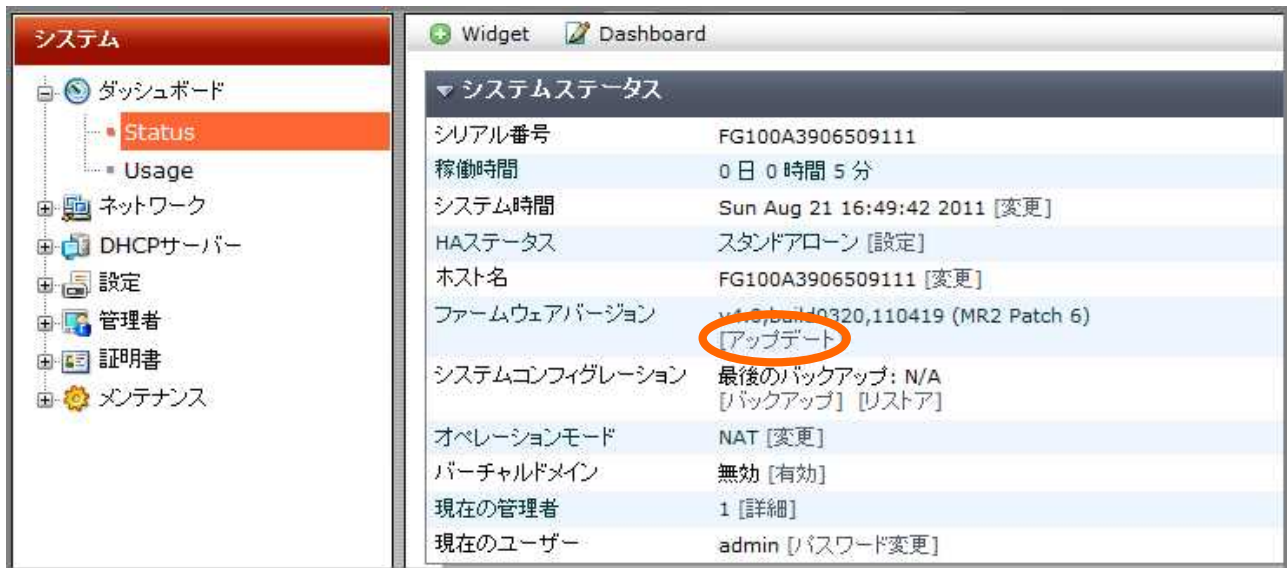 システム
ダッシュボード
Status
Usage
ネットワーク
DHCPサーバー
設定
管理者
証明書
メンテナンス
Widget Dashboard
システムステータス
シリアル番号 FG100A3906509111
稼働時間 0 日 0 時間 5 分
システム時間 Sun Aug 21 16:49:42 2011 [変更]
HAステータス スタンドアローン [設定]
ホスト名 FG100A3906509111 [変更]
ファームウェアバージョン v4.0,build0320,110419 (MR2 Patch 6)
[アップデート
システムコンフィグレーション 最後のバックアップ: N/A
[バックアップ] [リストア]
オペレーションモード NAT [変更]
バーチャルドメイン 無効 [有効]
現在の管理者 1 [詳細]
現在のユーザー admin [パスワード変更]